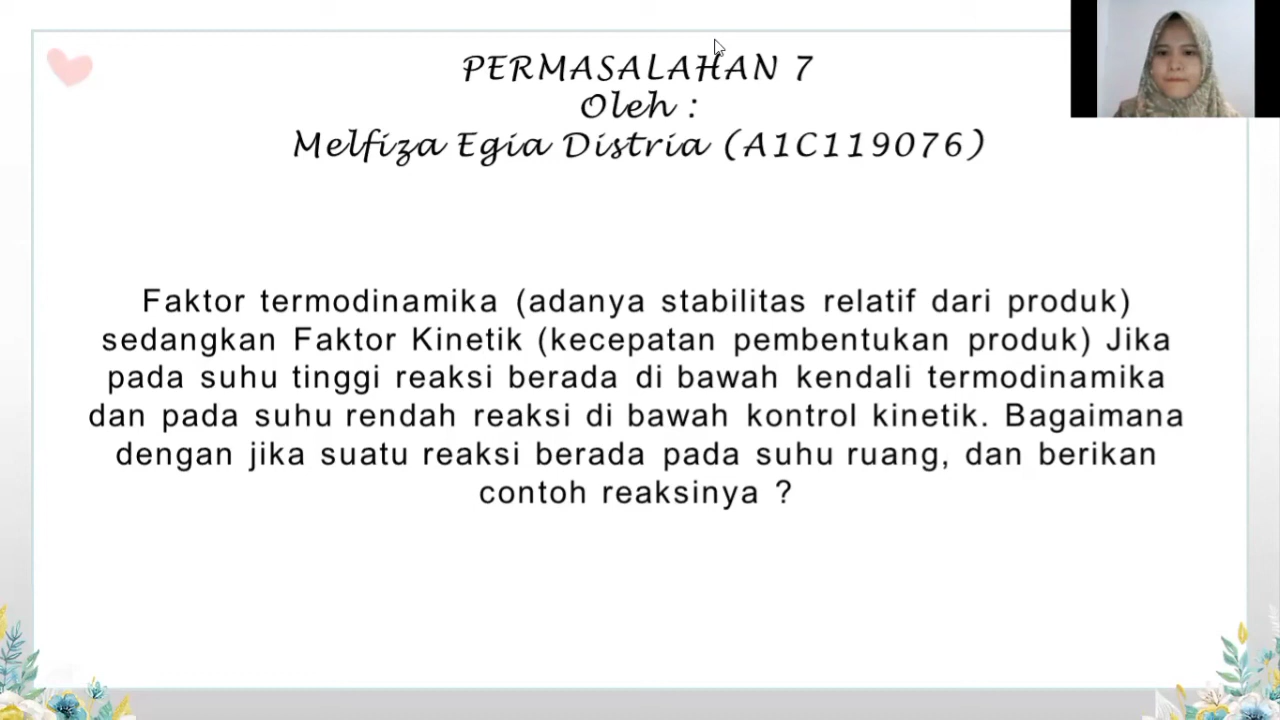 PERMASALAHAN 7
Oleh :
Melfiza Egia Distria (A1C119076)
Faktor termodinamika (adanya stabilitas relatif dari produk)
sedangkan Faktor Kinetik (kecepatan pembentukan produk) Jika
pada suhu tinggi reaksi berada di bawah kendali termodinamika
dan pada suhu rendah reaksi di bawah kontrol kinetik. Bagaimana
dengan jika suatu reaksi berada pada suhu ruang, dan berikan
contoh reaksinya ?